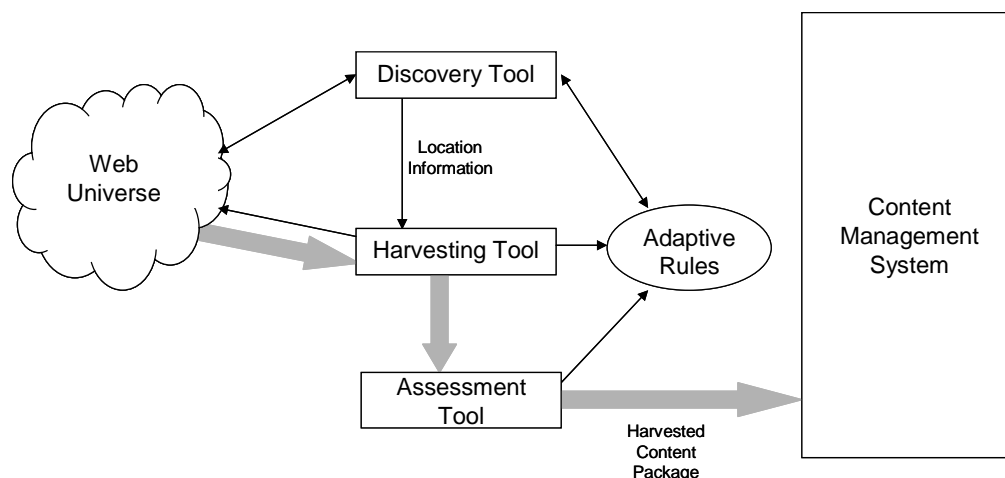 Discovery Tool
Web
Universe
Location
Information
Harvesting Tool
Adaptive
Rules
Content
Management
System
Assessment
Tool
Harvested
Content
Package